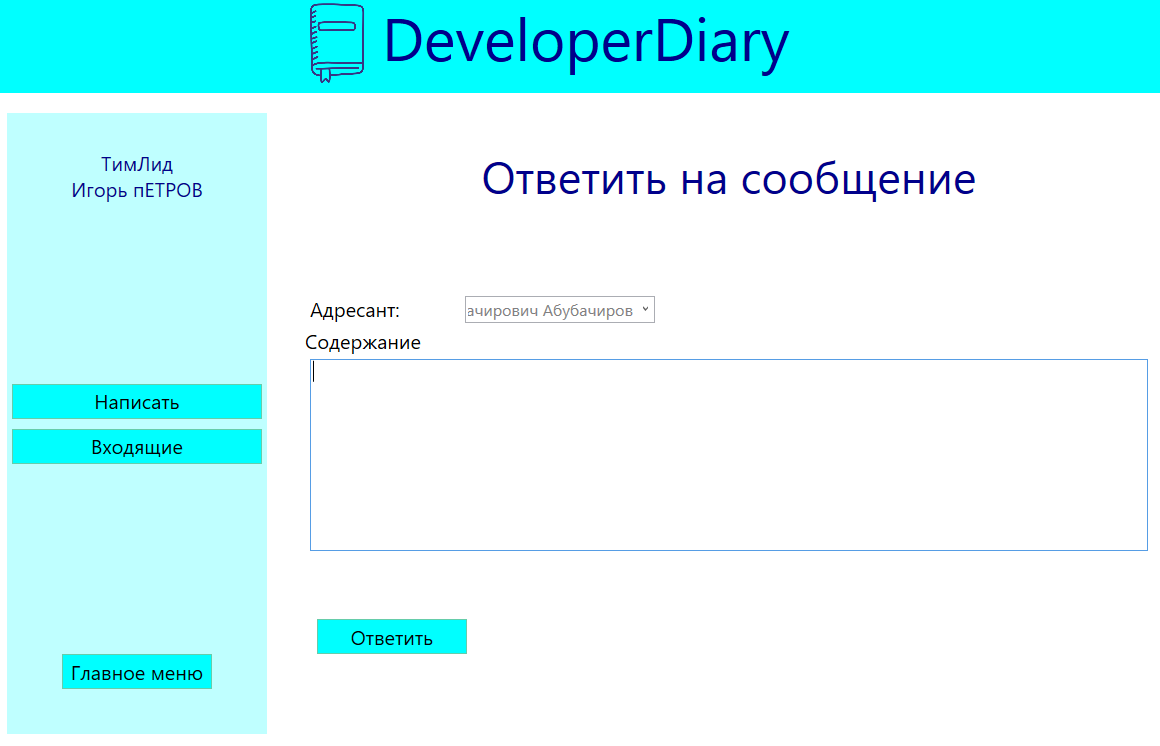 DeveloperDiary
ТимЛид
Игорь пЕТРОВ
Написать
Входящие
Главное меню
Ответить на сообщение
Адресант:
ачирович Абубачиров
Содержание
Ответить